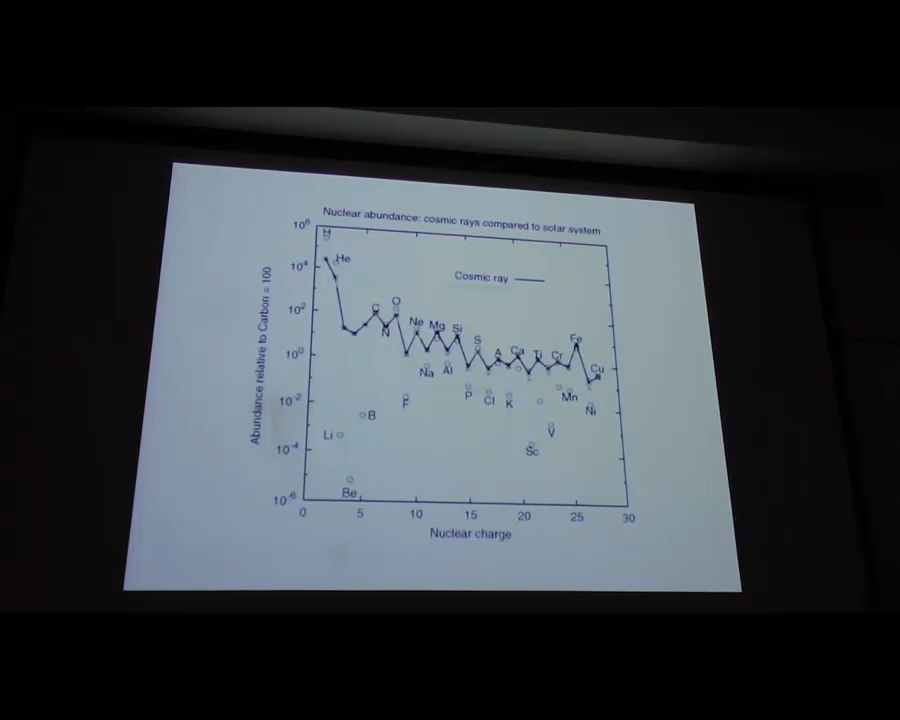 Nuclear abundance: cosmic rays compared to solar system
Abundance relative to Carbon = 100
10^6
10^4
10^2
10^0
10^-2
10^-4
10^-6
Cosmic ray
H
He
C
N
O
Ne
Mg
Si
S
A
Ca
Ti
Cr
Fe
Cu
Na
Al
P
Cl
K
Mn
Ni
F
B
Li
Be
V
Sc
0 5 10 15 20 25 30
Nuclear charge